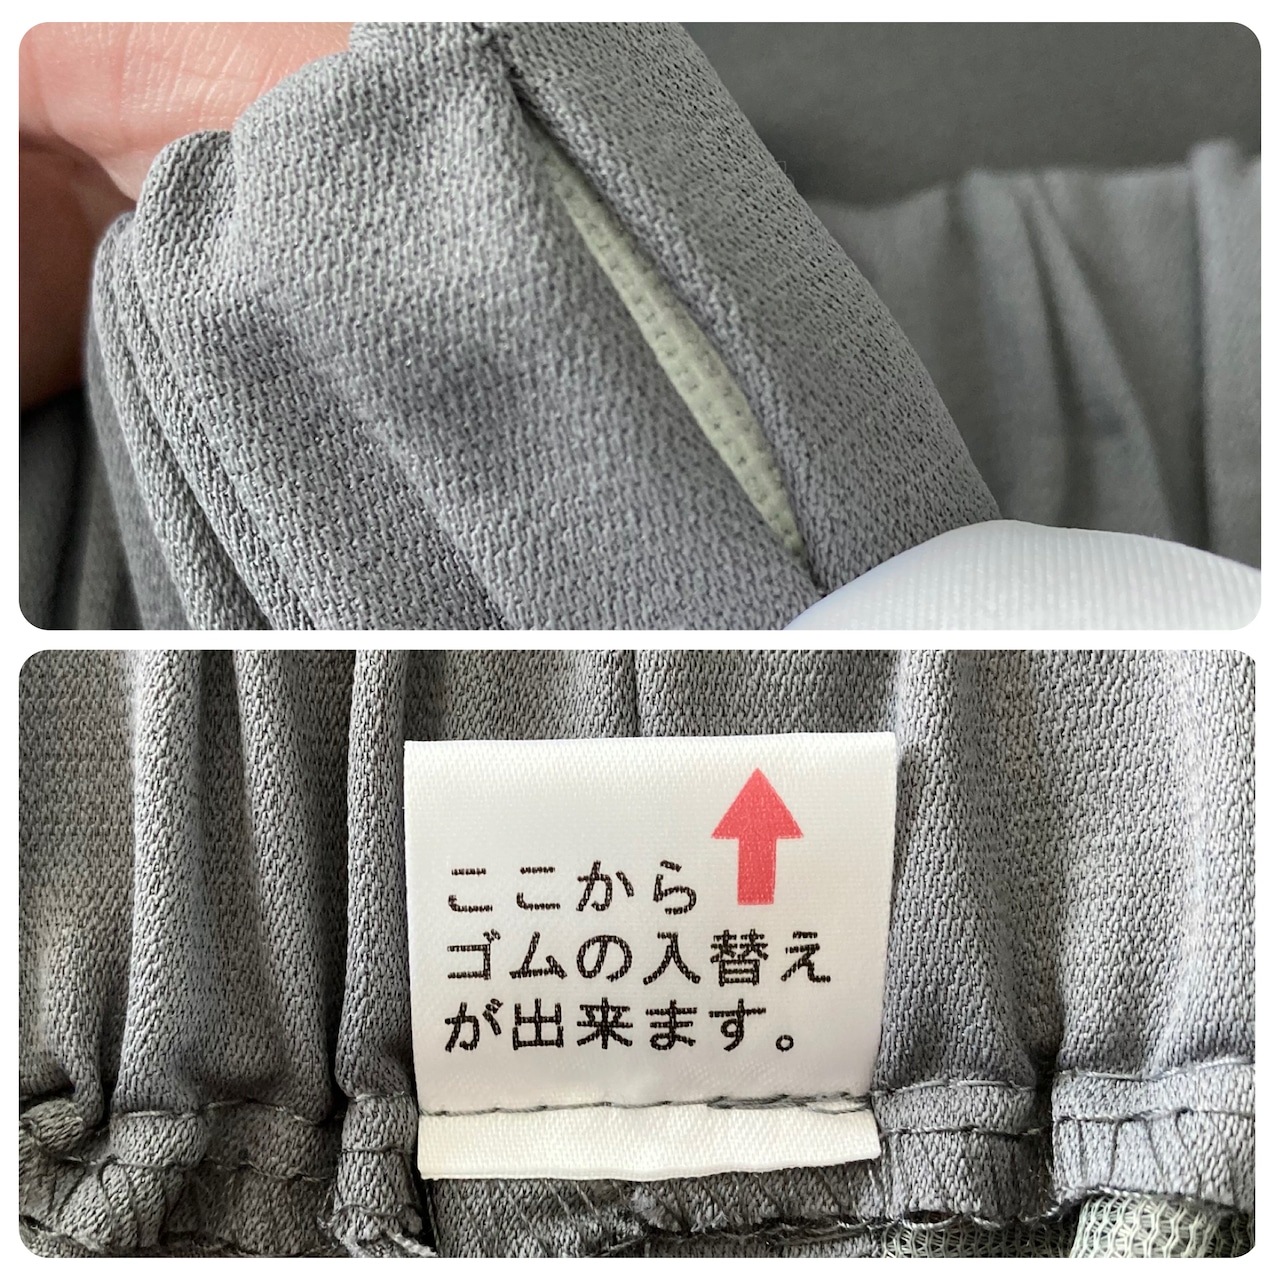 ここから
ゴムの入替え
が出来ます。